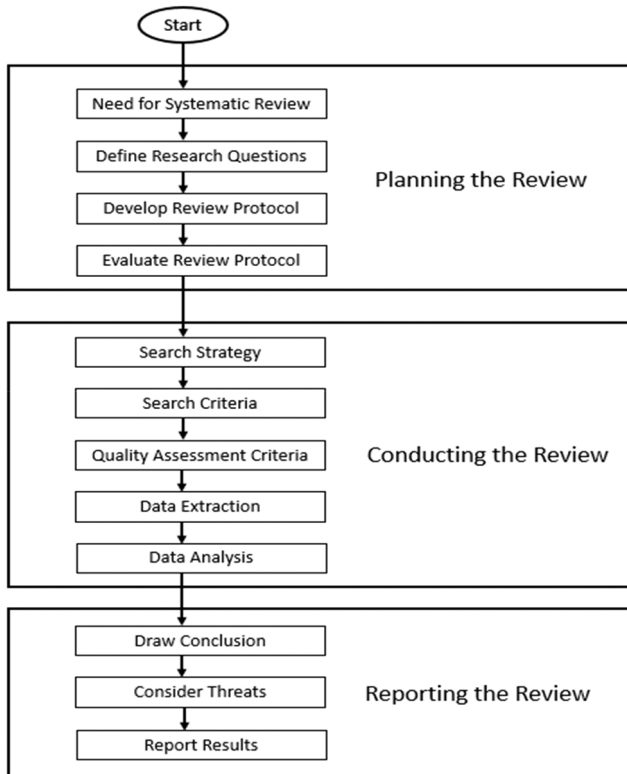 Start
Need for Systematic Review
Define Research Questions
Develop Review Protocol
Evaluate Review Protocol
Planning the Review
Search Strategy
Search Criteria
Quality Assessment Criteria
Data Extraction
Data Analysis
Conducting the Review
Draw Conclusion
Consider Threats
Report Results
Reporting the Review